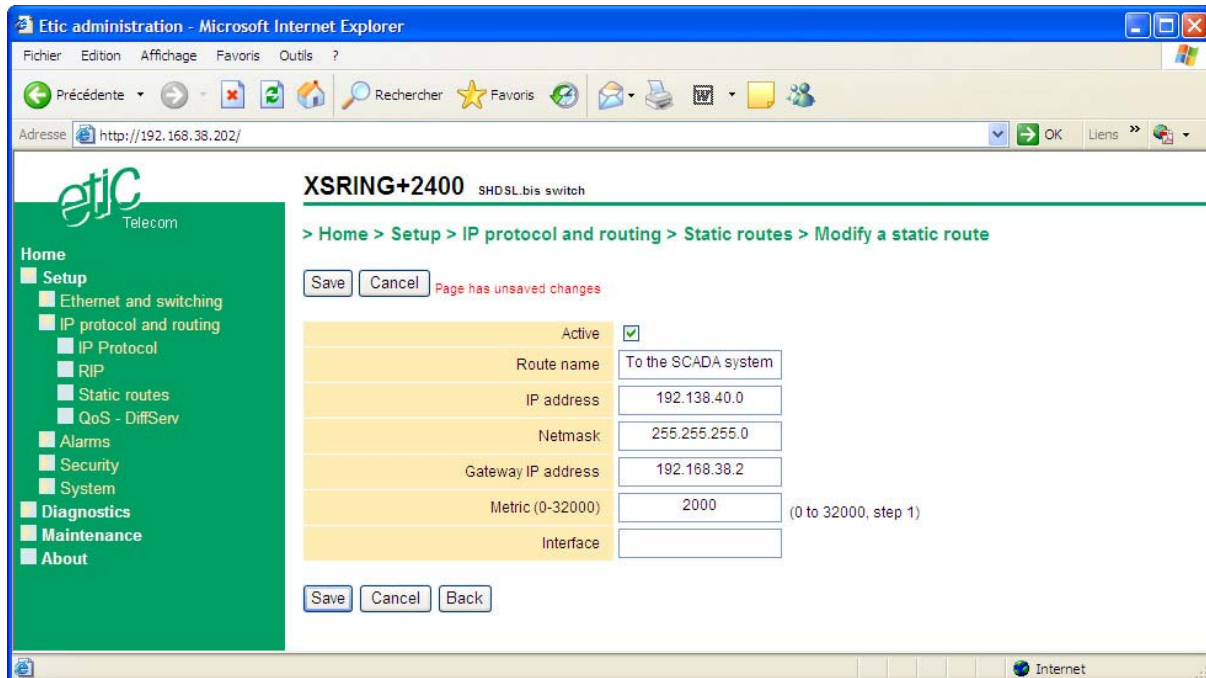 Etic administration - Microsoft Internet Explorer
Fichier Edition Affichage Favoris Outils ?
Précédente Rechercher Favoris
Adresse http://192.168.38.202/ OK Liens »
etic
Telecom
XSRING+2400 SHDSL.bis switch
> Home > Setup > IP protocol and routing > Static routes > Modify a static route
Home
Setup
Ethernet and switching
IP protocol and routing
IP Protocol
RIP
Static routes
QoS - DiffServ
Alarms
Security
System
Diagnostics
Maintenance
About
Save Cancel Page has unsaved changes
Active
Route name To the SCADA system
IP address 192.138.40.0
Netmask 255.255.255.0
Gateway IP address 192.168.38.2
Metric (0-32000) 2000 (0 to 32000, step 1)
Interface
Save Cancel Back
Internet